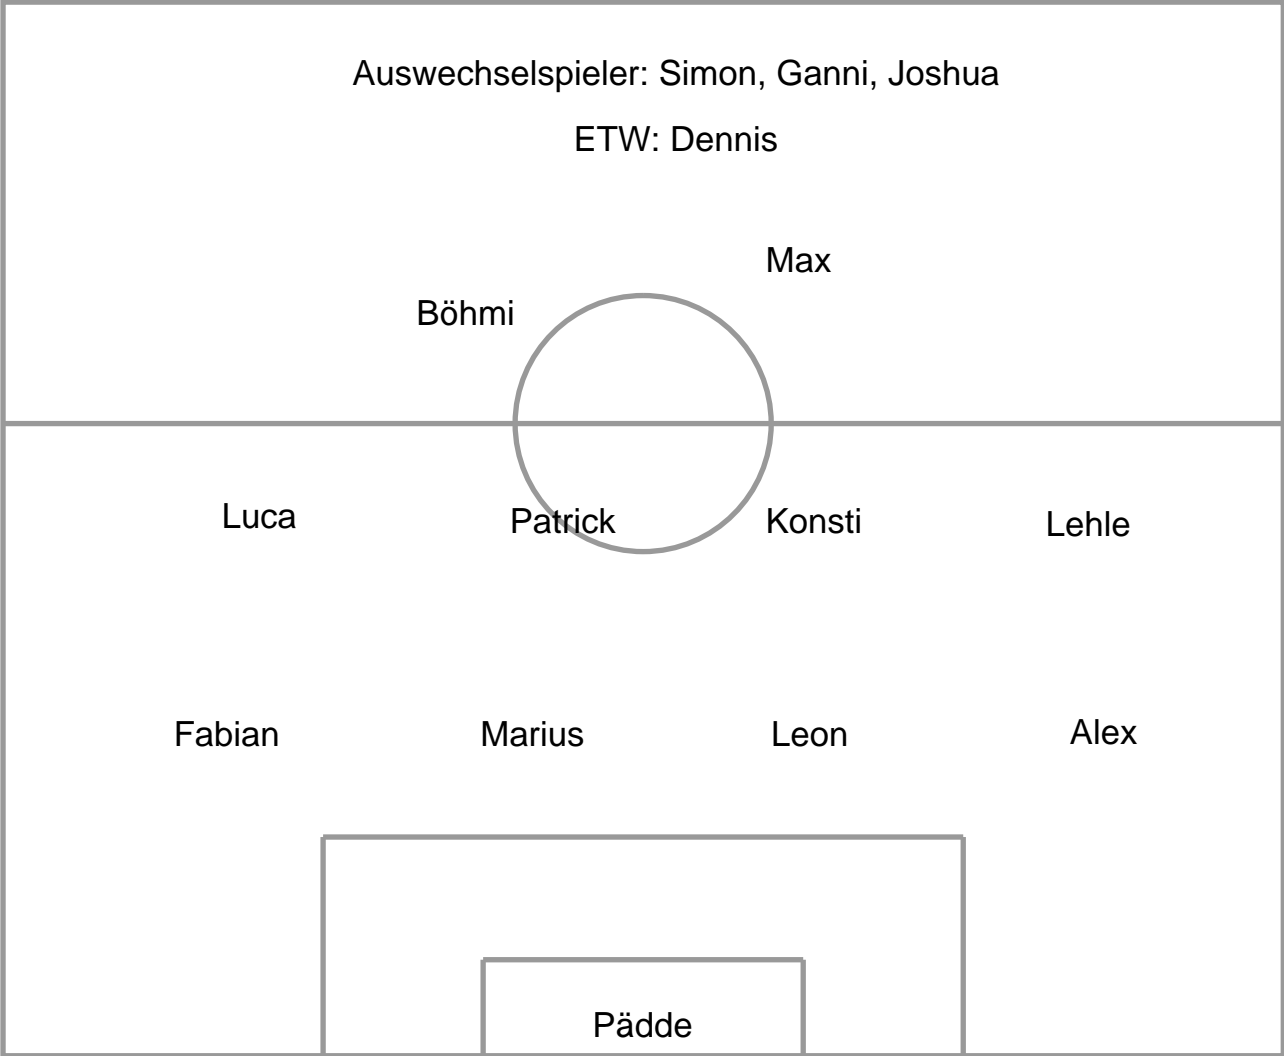 Auswechselspieler: Simon, Ganni, Joshua
ETW: Dennis
Max
Böhmi
Luca Patrick Konsti Lehle
Fabian Marius Leon Alex
Pädde